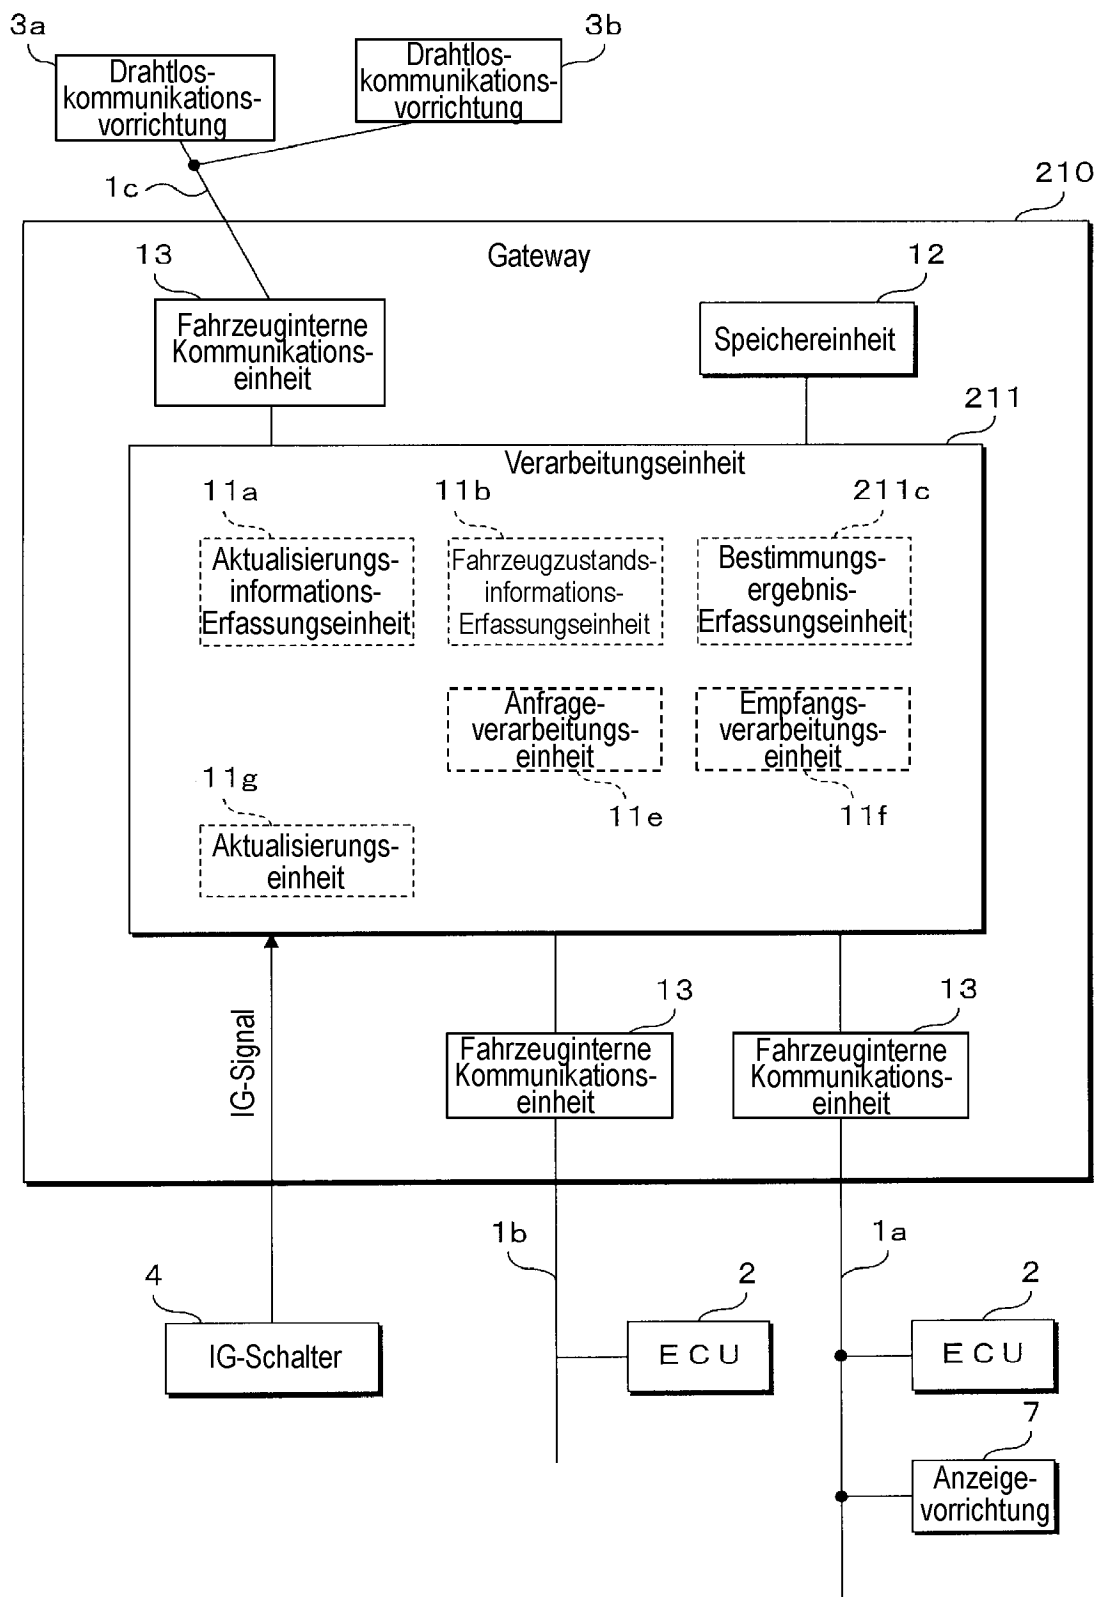 3a
3b
Drahtlos-
kommunikations-
vorrichtung
Drahtlos-
kommunikations-
vorrichtung
1c
210
Gateway
13
12
Fahrzeuginterne
Kommunikations-
einheit
Speichereinheit
211
Verarbeitungseinheit
11a
11b
211c
Aktualisierungs-
informations-
Erfassungseinheit
Fahrzeugzustands-
informations-
Erfassungseinheit
Bestimmungs-
ergebnis-
Erfassungseinheit
Anfrage-
verarbeitungs-
einheit
Empfangs-
verarbeitungs-
einheit
11g
11e
11f
Aktualisierungs-
einheit
IG-Signal
13
13
Fahrzeuginterne
Kommunikations-
einheit
Fahrzeuginterne
Kommunikations-
einheit
1b
1a
4
2
2
IG-Schalter
ECU
ECU
7
Anzeige-
vorrichtung